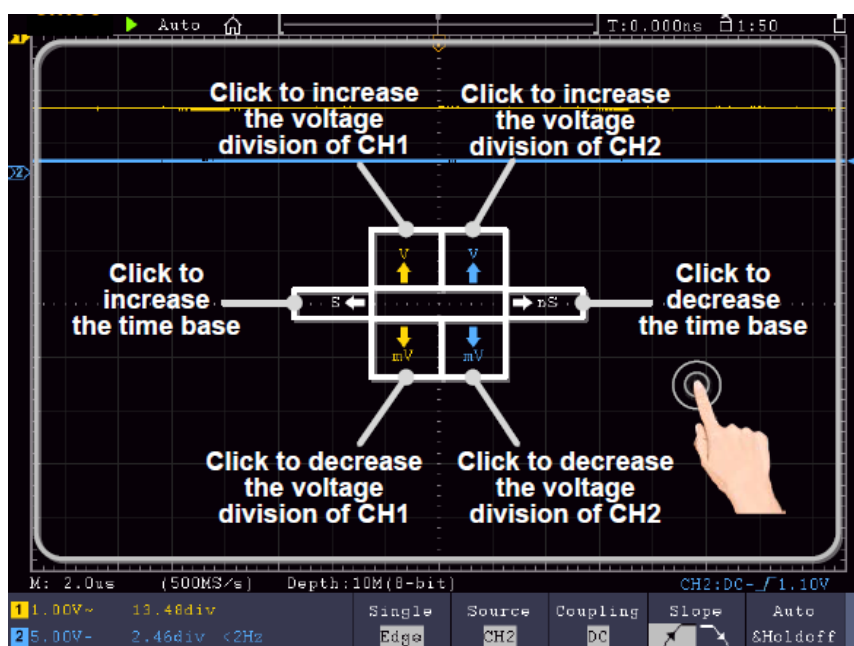 Auto T:0.000ns 1:50
1
Click to increase
the voltage
division of CH1
Click to increase
the voltage
division of CH2
2
V V
Click to
increase
the time base
S nS
Click to
decrease
the time base
mV mV
Click to decrease
the voltage
division of CH1
Click to decrease
the voltage
division of CH2
M: 2.0us (500MS/s) Depth:10M(8-bit) CH2:DC- 1.10V
1 1.00V~ 13.48div Single Source Coupling Slope Auto
2 5.00V- 2.46div <2Hz Edge CH2 DC &Holdoff